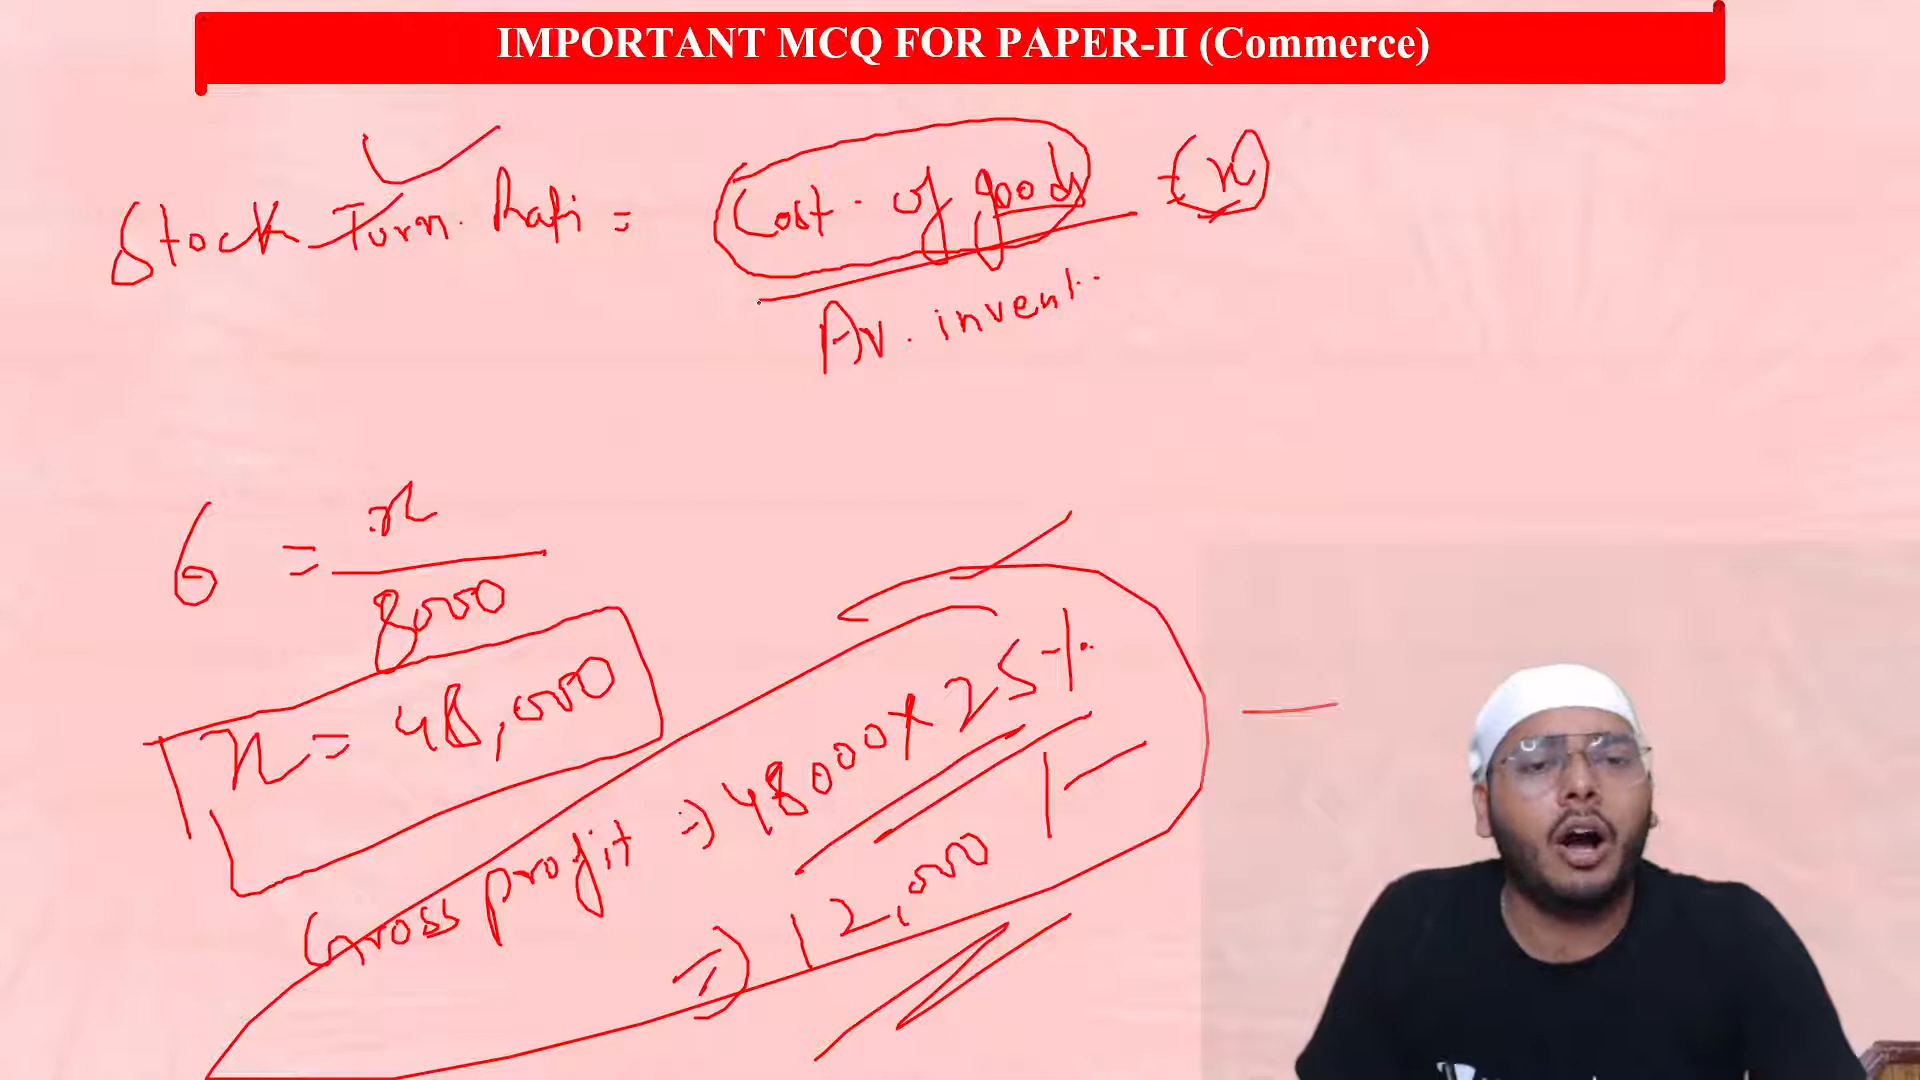 IMPORTANT MCQ FOR PAPER-II (Commerce)
Stock Turn. Rati = Cost. of goods = (x)
Av. invent..
6 = x
8000
x = 48,000
Gross profit ⇒ 48000 × 25 %
⇒ 12,000 /-